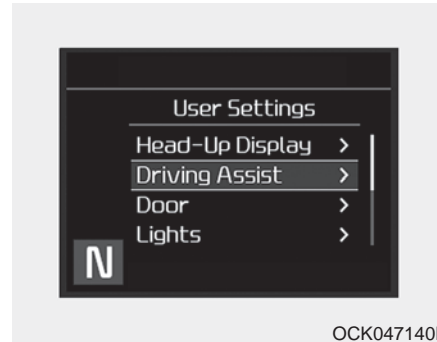 User Settings
Head-Up Display >
Driving Assist >
Door >
Lights >
N
OCK047140